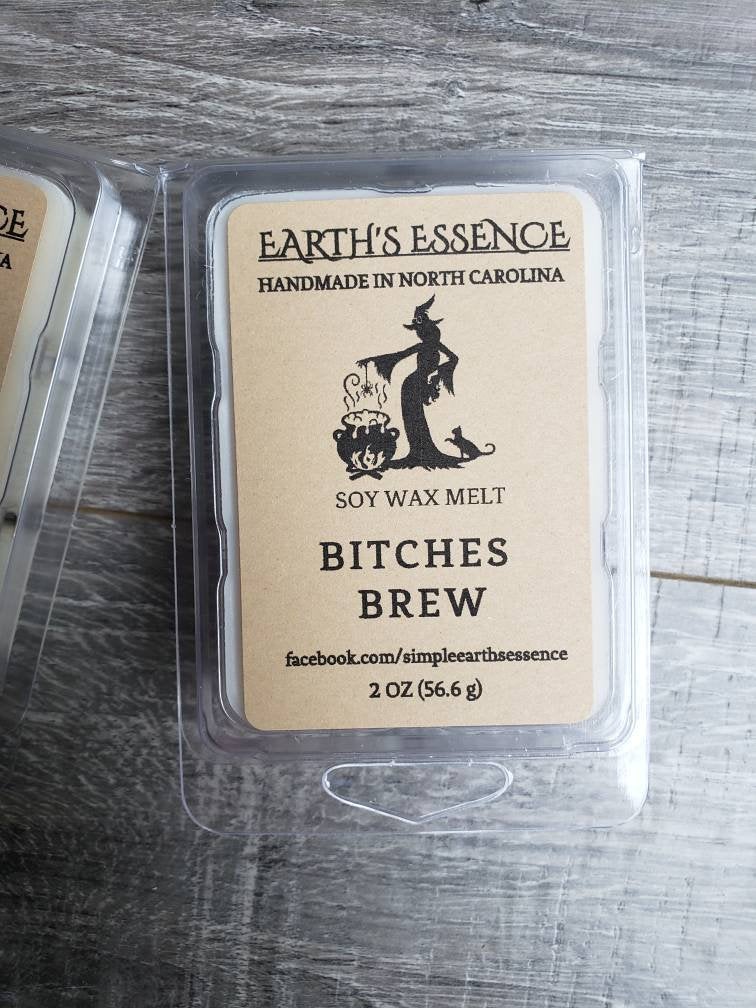 EARTH'S ESSENCE
HANDMADE IN NORTH CAROLINA
SOY WAX MELT
BITCHES
BREW
facebook.com/simpleearthsessence
2 OZ (56.6 g)